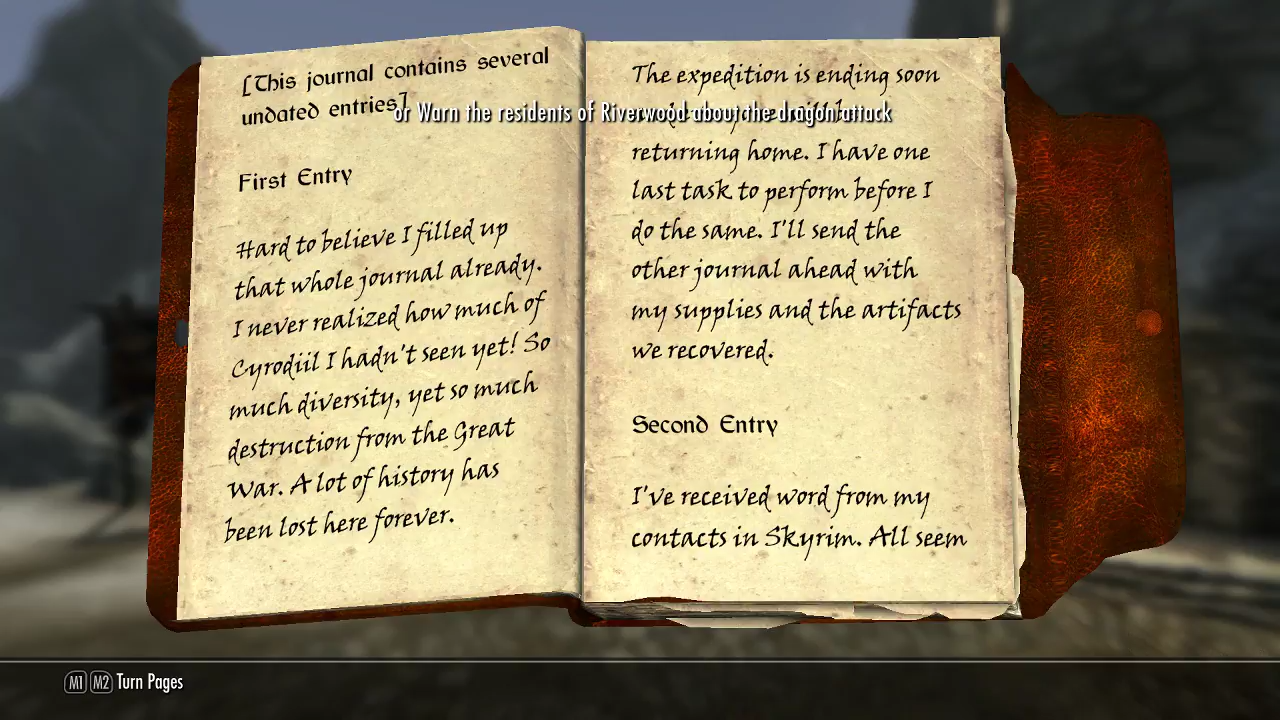 [This journal contains several
undated entries]
First Entry
Hard to believe I filled up
that whole journal already.
I never realized how much of
Cyrodiil I hadn't seen yet! So
much diversity, yet so much
destruction from the Great
War. A lot of history has
been lost here forever.
or Warn the residents of Riverwood about the dragon attack
The expedition is ending soon
returning home. I have one
last task to perform before I
do the same. I'll send the
other journal ahead with
my supplies and the artifacts
we recovered.
Second Entry
I've received word from my
contacts in Skyrim. All seem
M1 M2 Turn Pages